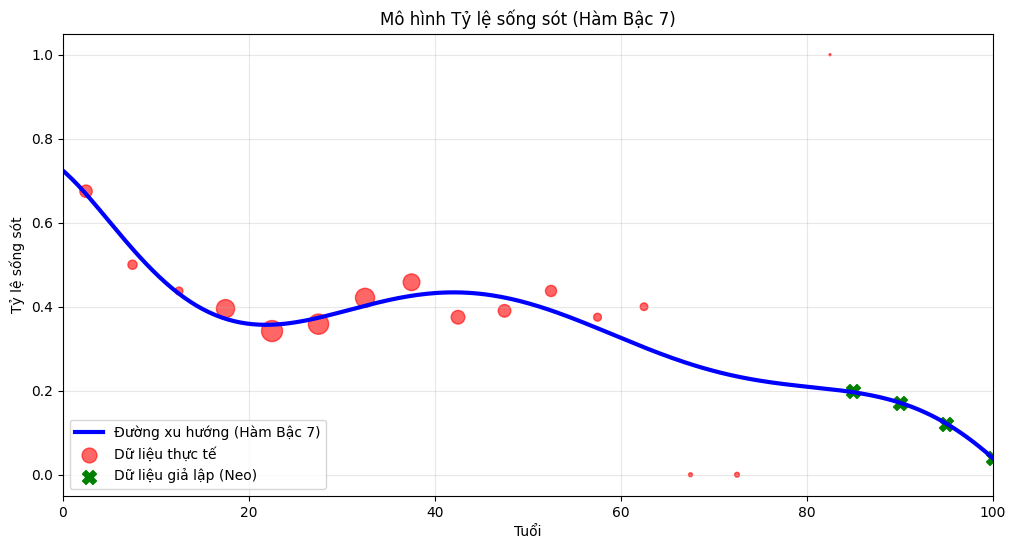 Mô hình Tỷ lệ sống sót (Hàm Bậc 7)
Tỷ lệ sống sót
1.0
0.8
0.6
0.4
0.2
0.0
Đường xu hướng (Hàm Bậc 7)
Dữ liệu thực tế
Dữ liệu giả lập (Neo)
0 20 40 60 80 100
Tuổi